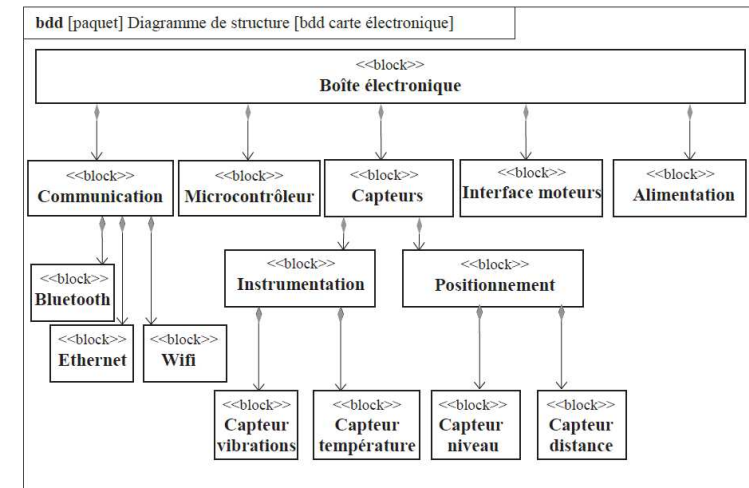 bdd [paquet] Diagramme de structure [bdd carte électronique]
<<block>>
Boîte électronique
<<block>>
Communication
<<block>>
Microcontrôleur
<<block>>
Capteurs
<<block>>
Interface moteurs
<<block>>
Alimentation
<<block>>
Instrumentation
<<block>>
Positionnement
<<block>>
Bluetooth
<<block>>
Ethernet
<<block>>
Wifi
<<block>>
Capteur
vibrations
<<block>>
Capteur
température
<<block>>
Capteur
niveau
<<block>>
Capteur
distance